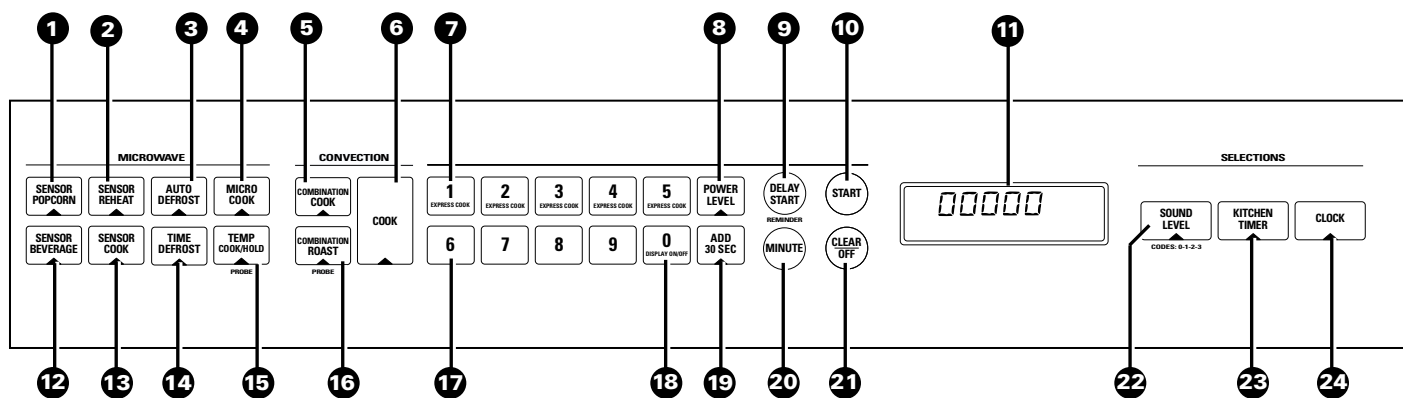 1 2 3 4 5 6 7 8 9 10 11
MICROWAVE CONVECTION SELECTIONS
SENSOR POPCORN
SENSOR REHEAT
AUTO DEFROST
MICRO COOK
COMBINATION COOK
COOK
1 EXPRESS COOK
2 EXPRESS COOK
3 EXPRESS COOK
4 EXPRESS COOK
5 EXPRESS COOK
POWER LEVEL
DELAY START
REMINDER
START
00000
SOUND LEVEL
CODES: 0-1-2-3
KITCHEN TIMER
CLOCK
SENSOR BEVERAGE
SENSOR COOK
TIME DEFROST
TEMP COOK/HOLD
PROBE
COMBINATION ROAST
PROBE
6
7
8
9
0 DISPLAY ON/OFF
ADD 30 SEC
MINUTE
CLEAR OFF
12 13 14 15 16 17 18 19 20 21 22 23 24